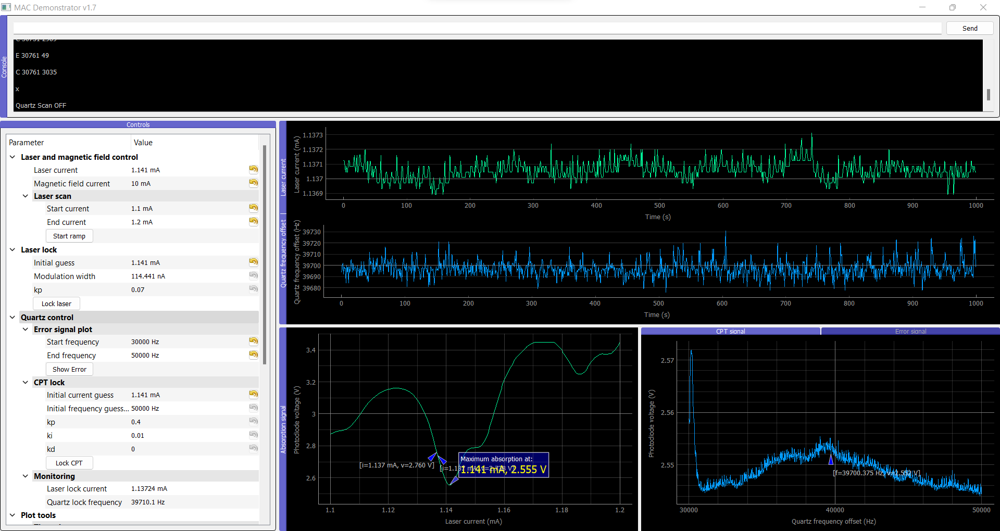 MAC Demonstrator v1.7
Send
Console
E 30761 49
C 30761 3035
x
Quartz Scan OFF
Controls
Parameter Value
Laser and magnetic field control
Laser current 1.141 mA
Magnetic field current 10 mA
Laser scan
Start current 1.1 mA
End current 1.2 mA
Start ramp
Laser lock
Initial guess 1.141 mA
Modulation width 114.441 nA
kp 0.07
Lock laser
Quartz control
Error signal plot
Start frequency 30000 Hz
End frequency 50000 Hz
Show Error
CPT lock
Initial current guess 1.141 mA
Initial frequency guess... 50000 Hz
kp 0.4
ki 0.01
kd 0
Lock CPT
Monitoring
Laser lock current 1.13724 mA
Quartz lock frequency 39710.1 Hz
Plot tools
Laser current
Laser current (mA)
1.1373
1.1372
1.1371
1.137
1.1369
0 100 200 300 400 500 600 700 800 900 1000
Time (s)
Quartz frequency offset
Quartz frequency offset (Hz)
39730
39720
39710
39700
39690
39680
0 100 200 300 400 500 600 700 800 900 1000
Time (s)
Absorption signal
Photodiode voltage (V)
3.4
3.2
3
2.8
2.6
[i=1.137 mA, v=2.760 V]
Maximum absorption at:
1.141 mA, 2.555 V
1.1 1.12 1.14 1.16 1.18 1.2
Laser current (mA)
CPT signal Error signal
Photodiode voltage (V)
2.57
2.56
2.55
[f=39700.375 Hz, v=2.552 V]
30000 40000 50000
Quartz frequency offset (Hz)